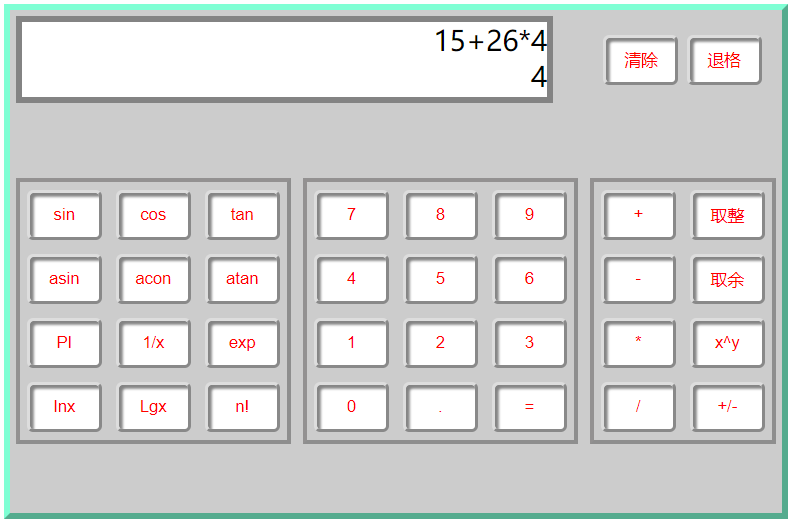 15+26*4
4
清除 退格
sin cos tan 7 8 9 + 取整
asin acon atan 4 5 6 - 取余
PI 1/x exp 1 2 3 * x^y
lnx Lgx n! 0 . = / +/-